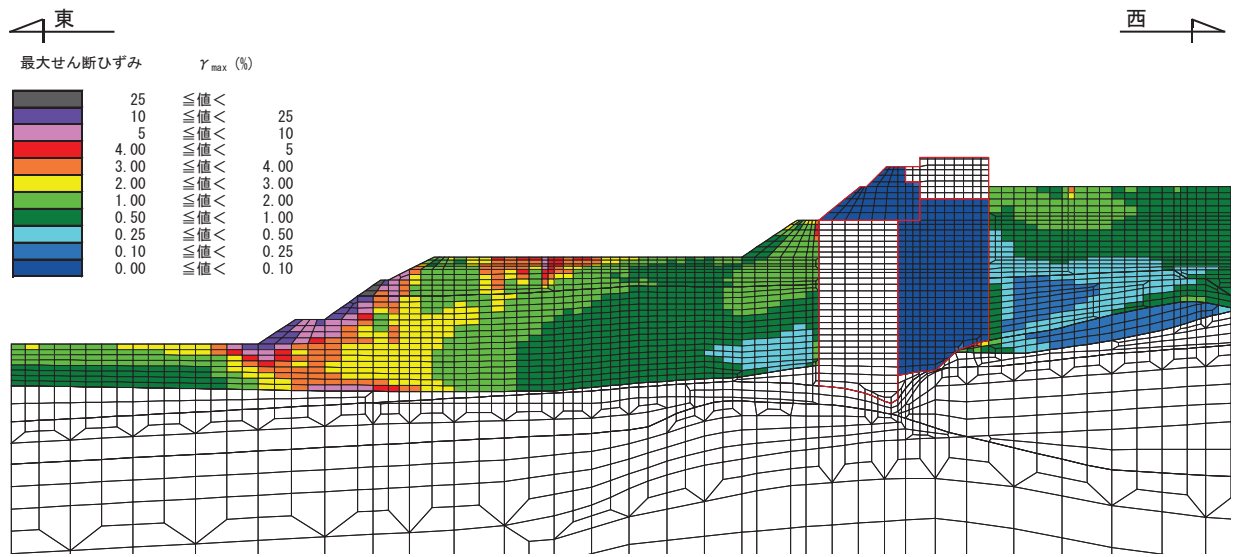 東
西
最大せん断ひずみ γmax (%)
25 ≦値<
10 ≦値< 25
5 ≦値< 10
4.00 ≦値< 5
3.00 ≦値< 4.00
2.00 ≦値< 3.00
1.00 ≦値< 2.00
0.50 ≦値< 1.00
0.25 ≦値< 0.50
0.10 ≦値< 0.25
0.00 ≦値< 0.10